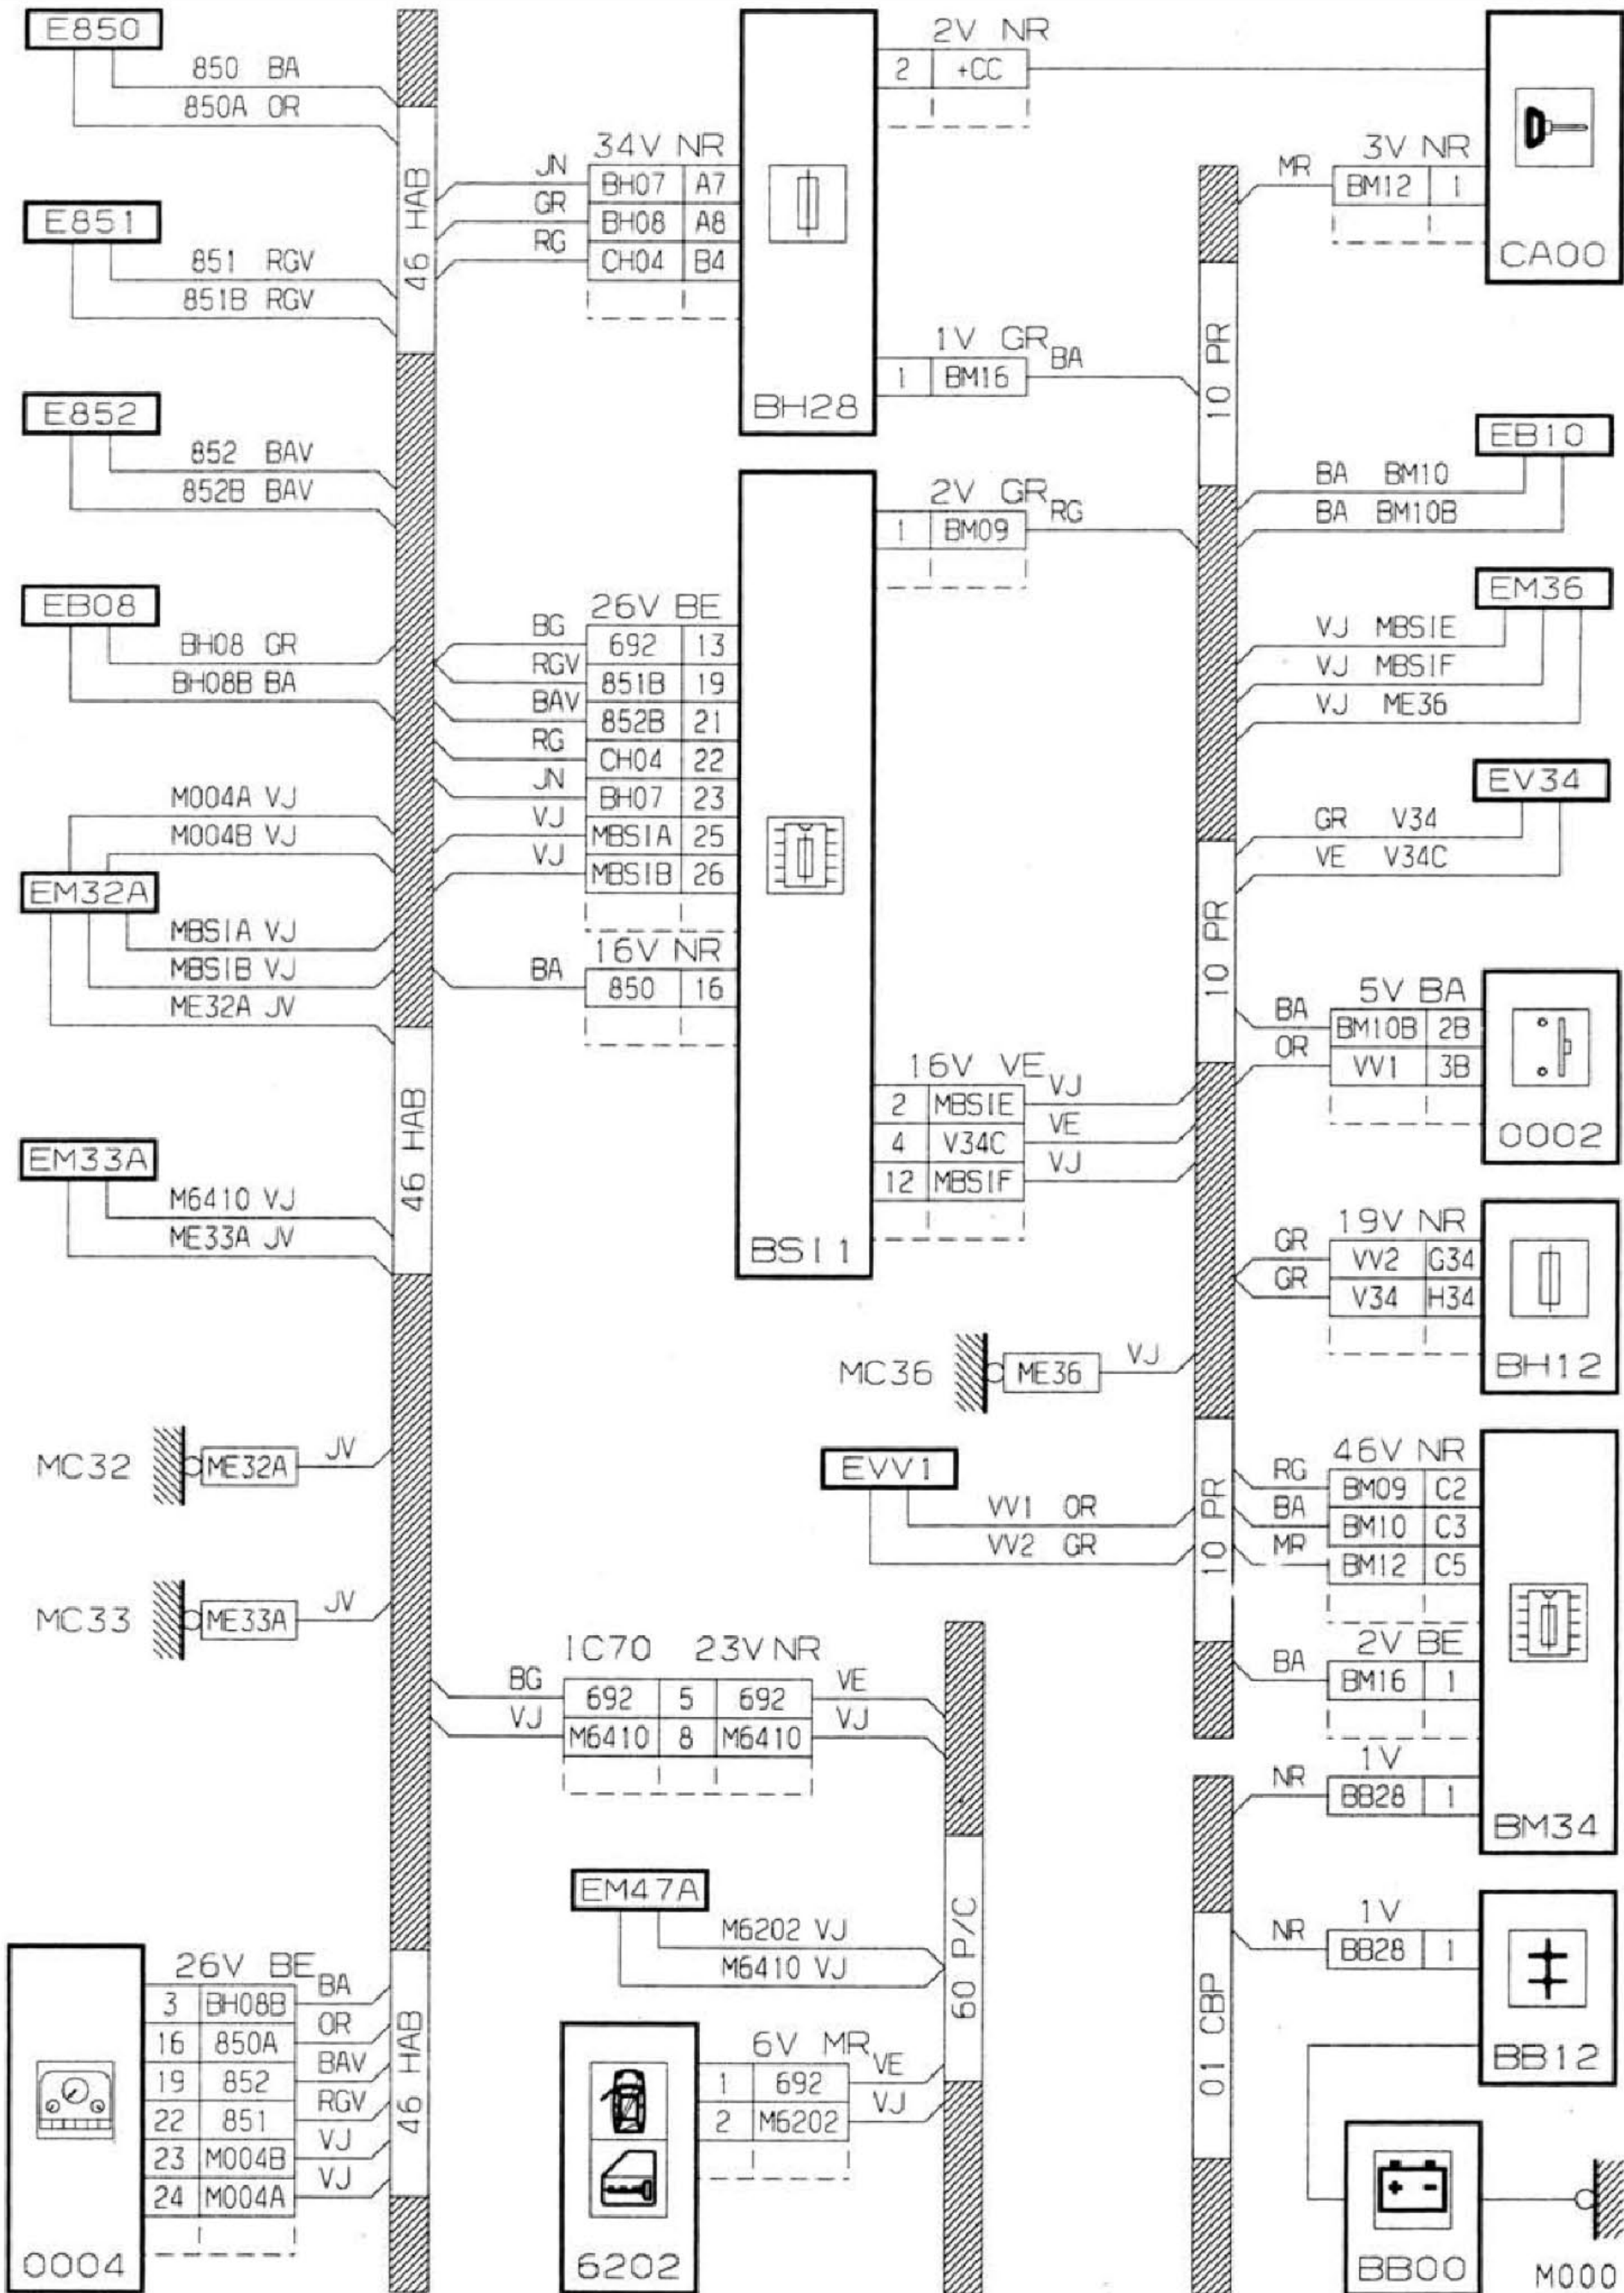 E850
850 BA
850A OR
E851
851 RGV
851B RGV
E852
852 BAV
852B BAV
EB08
BH08 GR
BH08B BA
M004A VJ
M004B VJ
EM32A
MBSIA VJ
MBSIB VJ
ME32A JV
EM33A
M6410 VJ
ME33A JV
MC32 ME32A JV
MC33 ME33A JV
46 HAB
46 HAB
46 HAB
26V BE
3 BH08B BA
16 850A OR
19 852 BAV
22 851 RGV
23 M004B VJ
24 M004A VJ
0004
34V NR
JN BH07 A7
GR BH08 A8
RG CH04 B4
2V NR
2 +CC
1V GR
1 BM16 BA
BH28
2V GR
1 BM09 RG
26V BE
BG 692 13
RGV 851B 19
BAV 852B 21
RG CH04 22
JN BH07 23
VJ MBSIA 25
VJ MBSIB 26
16V NR
BA 850 16
16V VE
2 MBSIE VJ
4 V34C VE
12 MBSIF VJ
BSI1
MC36 ME36 VJ
EVV1
VV1 OR
VV2 GR
IC70 23V NR
BG 692 5 692 VE
VJ M6410 8 M6410 VJ
EM47A
M6202 VJ
M6410 VJ
60 P/C
6V MR
1 692 VE
2 M6202 VJ
6202
10 PR
10 PR
10 PR
01 CBP
3V NR
MR BM12 1
CA00
EB10
BA BM10
BA BM10B
EM36
VJ MBSIE
VJ MBSIF
VJ ME36
EV34
GR V34
VE V34C
5V BA
BA BM10B 2B
OR VV1 3B
0002
19V NR
GR VV2 G34
GR V34 H34
BH12
46V NR
RG BM09 C2
BA BM10 C3
MR BM12 C5
2V BE
BA BM16 1
1V
NR BB28 1
BM34
1V
NR BB28 1
BB12
+ -
BB00
M000